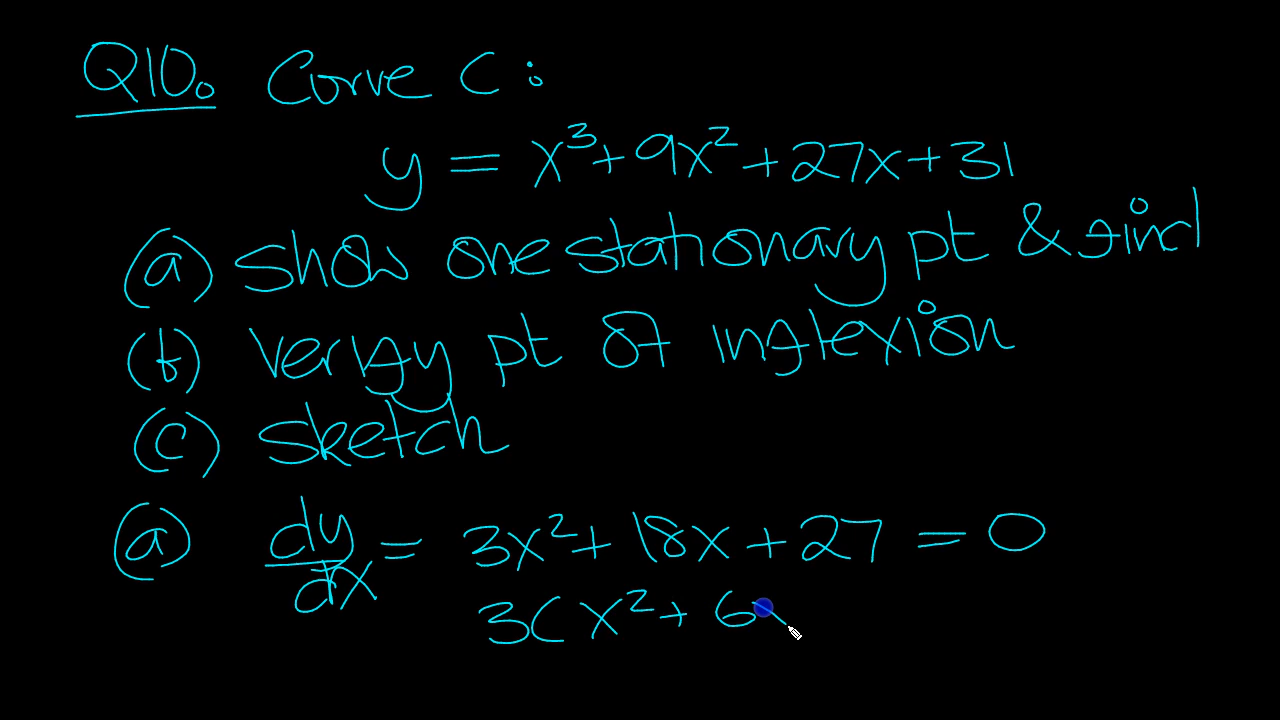 Q10. Curve C :
y = x³ + 9x² + 27x + 31
(a) show one stationary pt & find
(b) verify pt of inflexion
(c) sketch
(a) dy/dx = 3x² + 18x + 27 = 0
3(x² + 6x